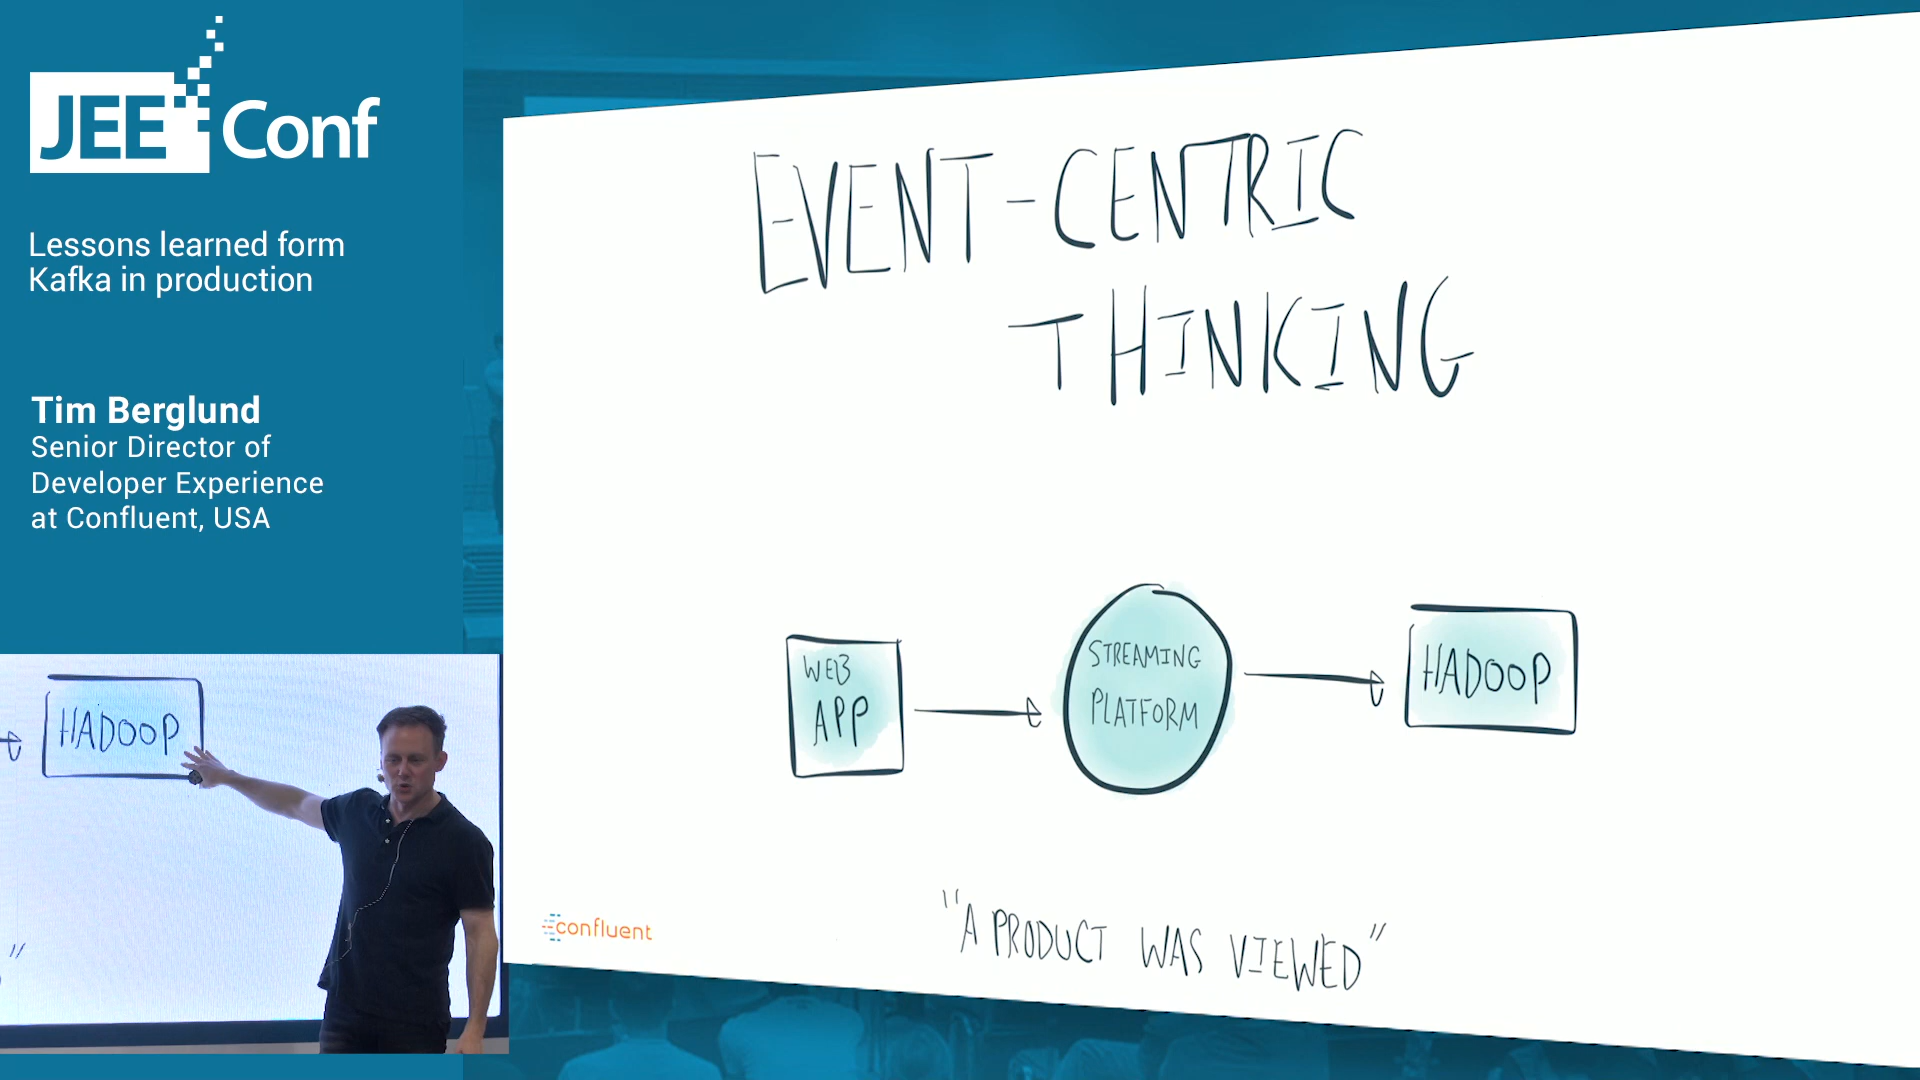 JEE Conf
Lessons learned form
Kafka in production
Tim Berglund
Senior Director of
Developer Experience
at Confluent, USA
HADOOP
"
EVENT-CENTRIC
THINKING
WEB
APP
STREAMING
PLATFORM
HADOOP
"A PRODUCT WAS VIEWED"
confluent